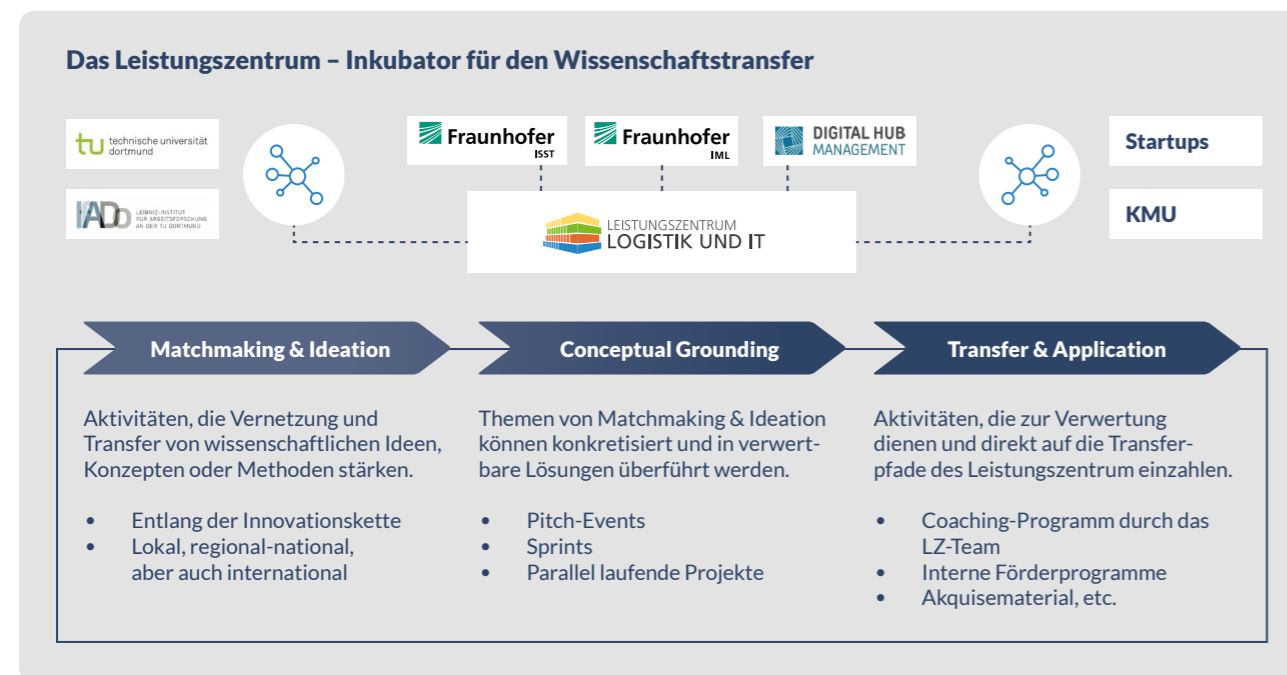 Das Leistungszentrum – Inkubator für den Wissenschaftstransfer
tu technische universität
dortmund
IfADo LEIBNIZ-INSTITUT
FÜR ARBEITSFORSCHUNG
AN DER TU DORTMUND
Fraunhofer
ISST
Fraunhofer
IML
DIGITAL HUB
MANAGEMENT
Startups
KMU
LEISTUNGSZENTRUM
LOGISTIK UND IT
Matchmaking & Ideation
Aktivitäten, die Vernetzung und
Transfer von wissenschaftlichen Ideen,
Konzepten oder Methoden stärken.
• Entlang der Innovationskette
• Lokal, regional-national,
aber auch international
Conceptual Grounding
Themen von Matchmaking & Ideation
können konkretisiert und in verwert-
bare Lösungen überführt werden.
• Pitch-Events
• Sprints
• Parallel laufende Projekte
Transfer & Application
Aktivitäten, die zur Verwertung
dienen und direkt auf die Transfer-
pfade des Leistungszentrum einzahlen.
• Coaching-Programm durch das
LZ-Team
• Interne Förderprogramme
• Akquisematerial, etc.